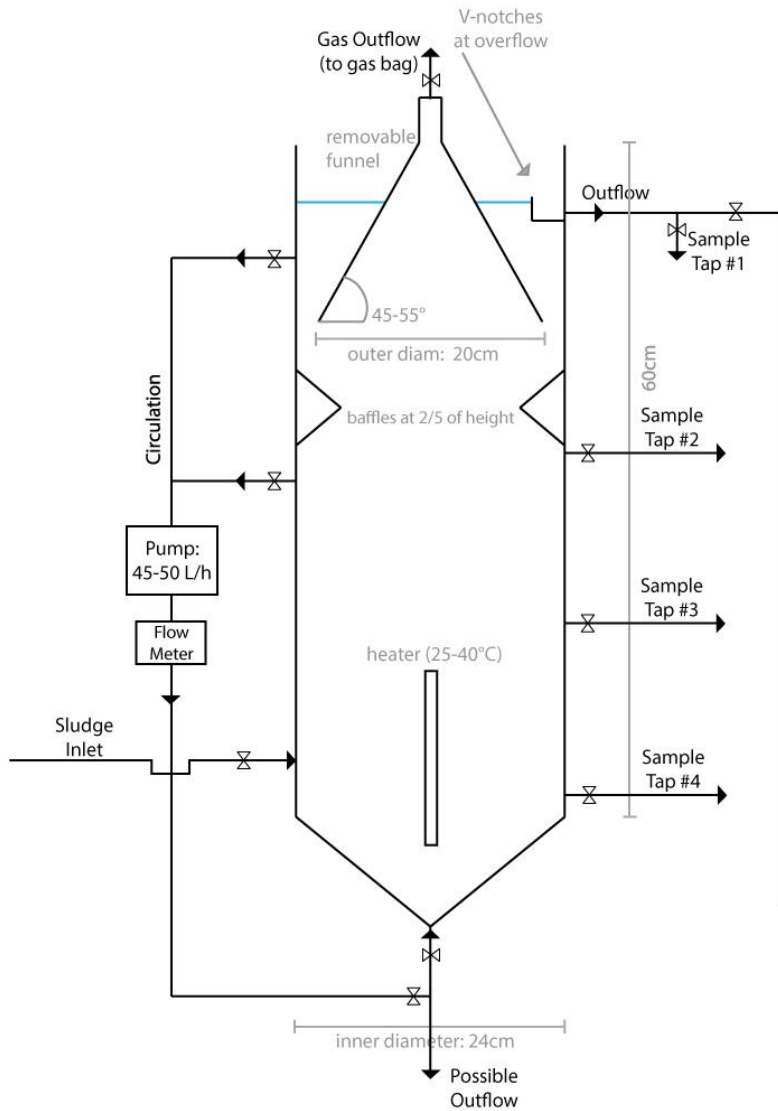 V-notches
at overflow
Gas Outflow
(to gas bag)
removable
funnel
Outflow
Sample
Tap #1
45-55°
outer diam: 20cm
60cm
Circulation
baffles at 2/5 of height
Sample
Tap #2
Pump:
45-50 L/h
Sample
Tap #3
Flow
Meter
heater (25-40°C)
Sludge
Inlet
Sample
Tap #4
inner diameter: 24cm
Possible
Outflow